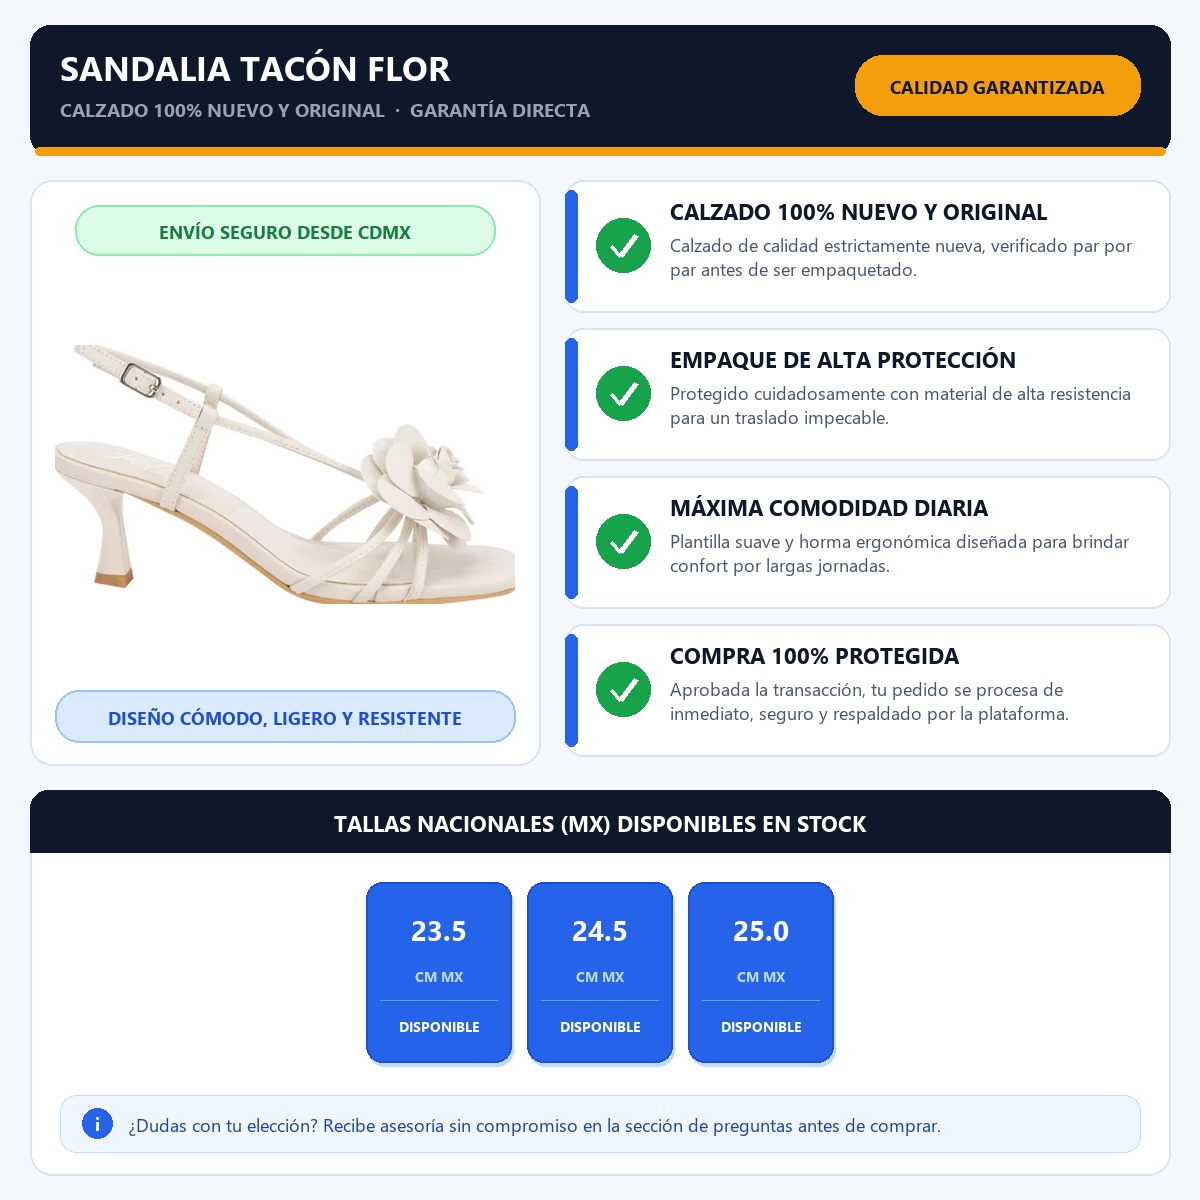 SANDALIA TACÓN FLOR
CALZADO 100% NUEVO Y ORIGINAL · GARANTÍA DIRECTA
CALIDAD GARANTIZADA
ENVÍO SEGURO DESDE CDMX
DISEÑO CÓMODO, LIGERO Y RESISTENTE
CALZADO 100% NUEVO Y ORIGINAL
Calzado de calidad estrictamente nueva, verificado par por
par antes de ser empaquetado.
EMPAQUE DE ALTA PROTECCIÓN
Protegido cuidadosamente con material de alta resistencia
para un traslado impecable.
MÁXIMA COMODIDAD DIARIA
Plantilla suave y horma ergonómica diseñada para brindar
confort por largas jornadas.
COMPRA 100% PROTEGIDA
Aprobada la transacción, tu pedido se procesa de
inmediato, seguro y respaldado por la plataforma.
TALLAS NACIONALES (MX) DISPONIBLES EN STOCK
23.5
CM MX
DISPONIBLE
24.5
CM MX
DISPONIBLE
25.0
CM MX
DISPONIBLE
¿Dudas con tu elección? Recibe asesoría sin compromiso en la sección de preguntas antes de comprar.